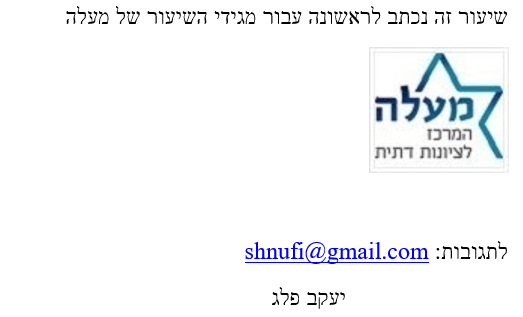 שיעור זה נכתב לראשונה עבור מגידי השיעור של מעלה
מעלה
המרכז
לציונות דתית
לתגובות: shnufi@gmail.com
יעקב פלג